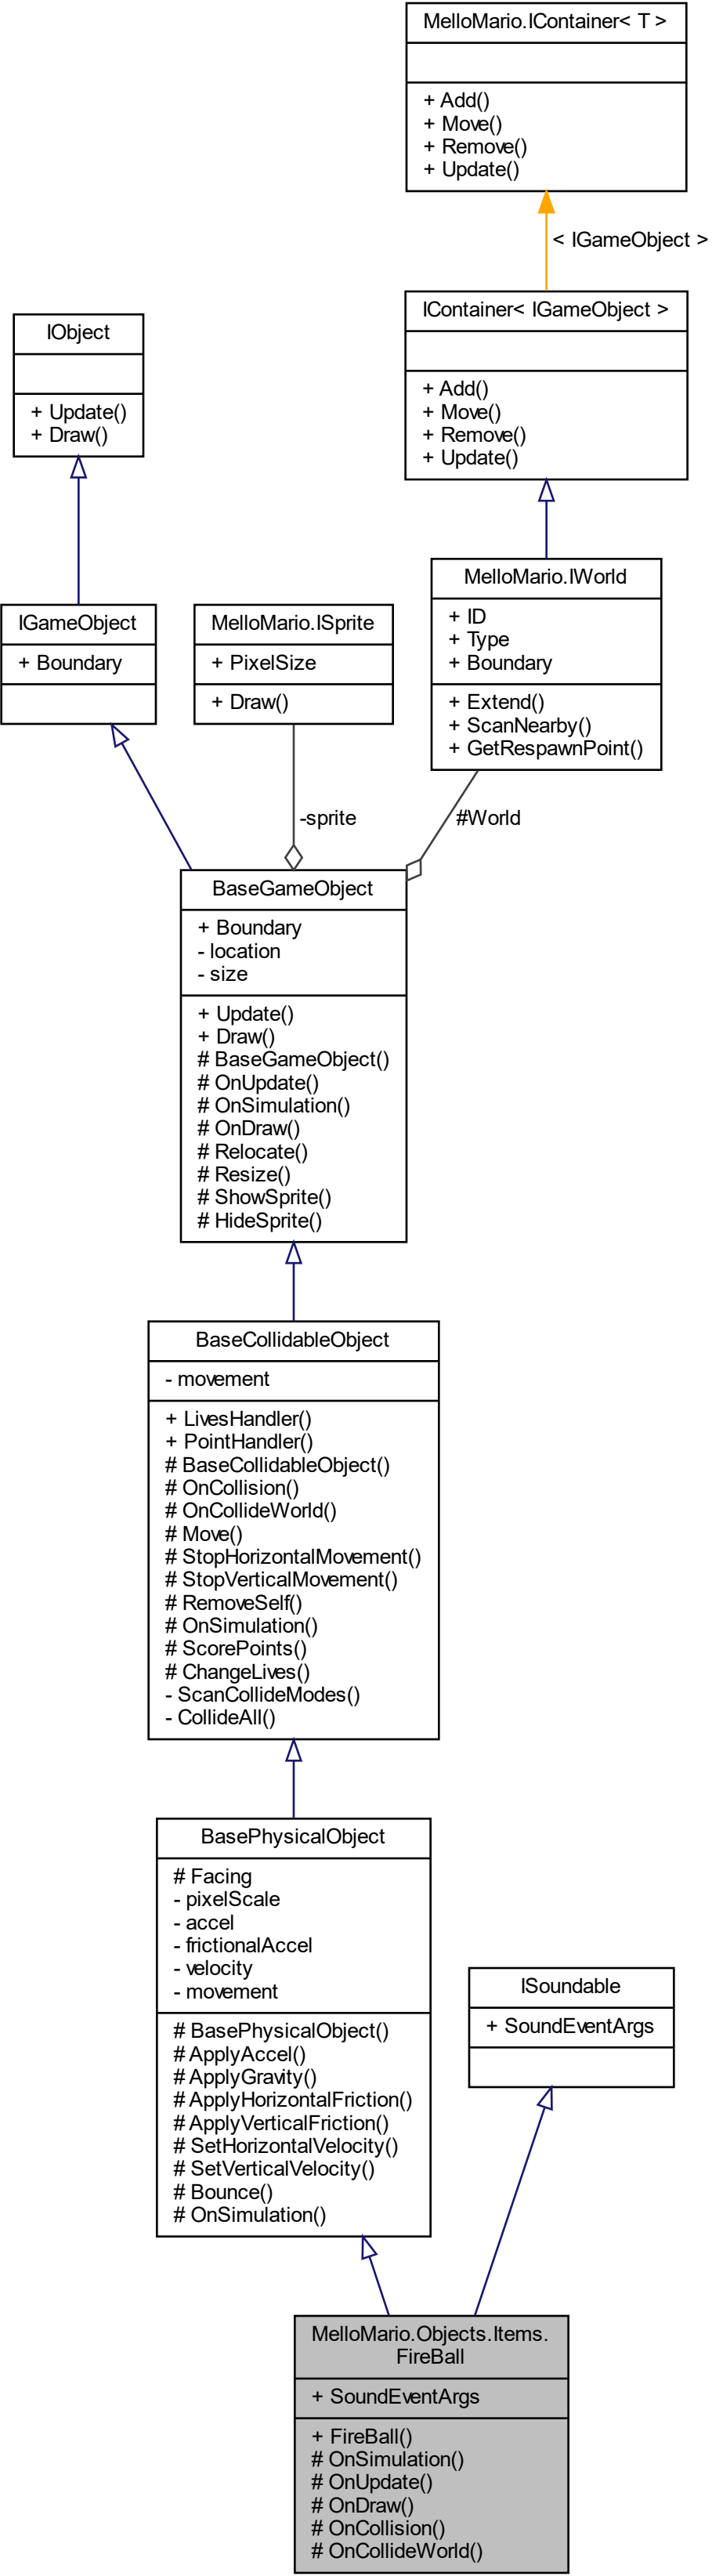 MelloMario.IContainer< T >
+ Add()
+ Move()
+ Remove()
+ Update()
< IGameObject >
IContainer< IGameObject >
+ Add()
+ Move()
+ Remove()
+ Update()
IObject
+ Update()
+ Draw()
MelloMario.IWorld
+ ID
+ Type
+ Boundary
+ Extend()
+ ScanNearby()
+ GetRespawnPoint()
IGameObject
+ Boundary
MelloMario.ISprite
+ PixelSize
+ Draw()
-sprite
#World
BaseGameObject
+ Boundary
- location
- size
+ Update()
+ Draw()
# BaseGameObject()
# OnUpdate()
# OnSimulation()
# OnDraw()
# Relocate()
# Resize()
# ShowSprite()
# HideSprite()
BaseCollidableObject
- movement
+ LivesHandler()
+ PointHandler()
# BaseCollidableObject()
# OnCollision()
# OnCollideWorld()
# Move()
# StopHorizontalMovement()
# StopVerticalMovement()
# RemoveSelf()
# OnSimulation()
# ScorePoints()
# ChangeLives()
- ScanCollideModes()
- CollideAll()
BasePhysicalObject
# Facing
- pixelScale
- accel
- frictionalAccel
- velocity
- movement
# BasePhysicalObject()
# ApplyAccel()
# ApplyGravity()
# ApplyHorizontalFriction()
# ApplyVerticalFriction()
# SetHorizontalVelocity()
# SetVerticalVelocity()
# Bounce()
# OnSimulation()
ISoundable
+ SoundEventArgs
MelloMario.Objects.Items.
FireBall
+ SoundEventArgs
+ FireBall()
# OnSimulation()
# OnUpdate()
# OnDraw()
# OnCollision()
# OnCollideWorld()